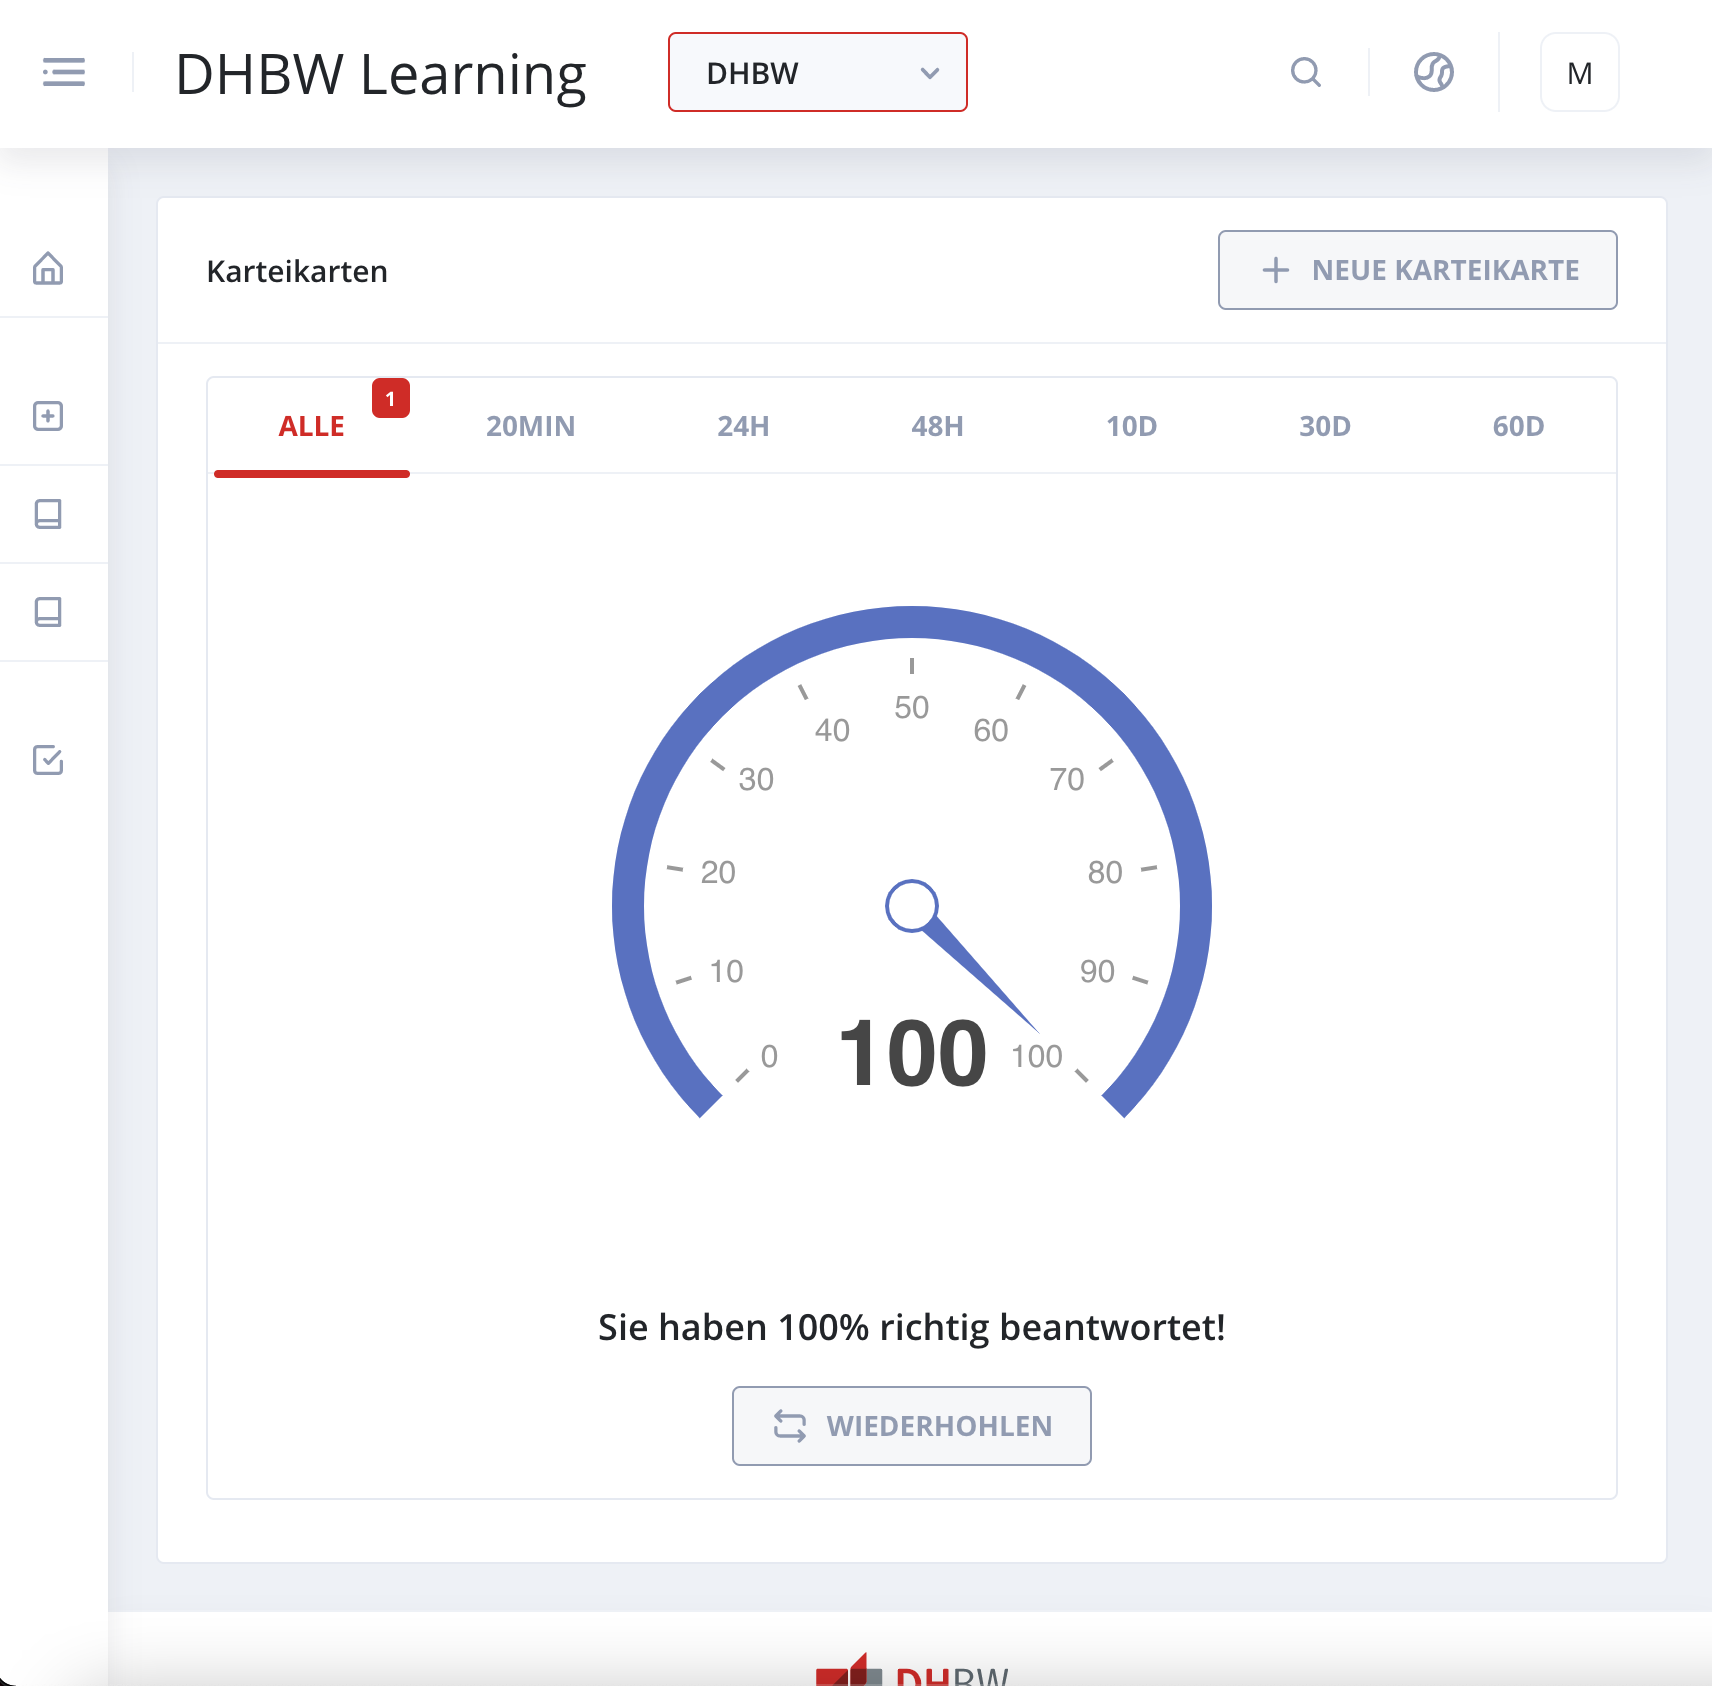 DHBW Learning
DHBW
M
Karteikarten
NEUE KARTEIKARTE
1
ALLE
20MIN
24H
48H
10D
30D
60D
50
40
60
30
70
20
80
10
90
0
100
100
Sie haben 100% richtig beantwortet!
WIEDERHOHLEN
DHBW